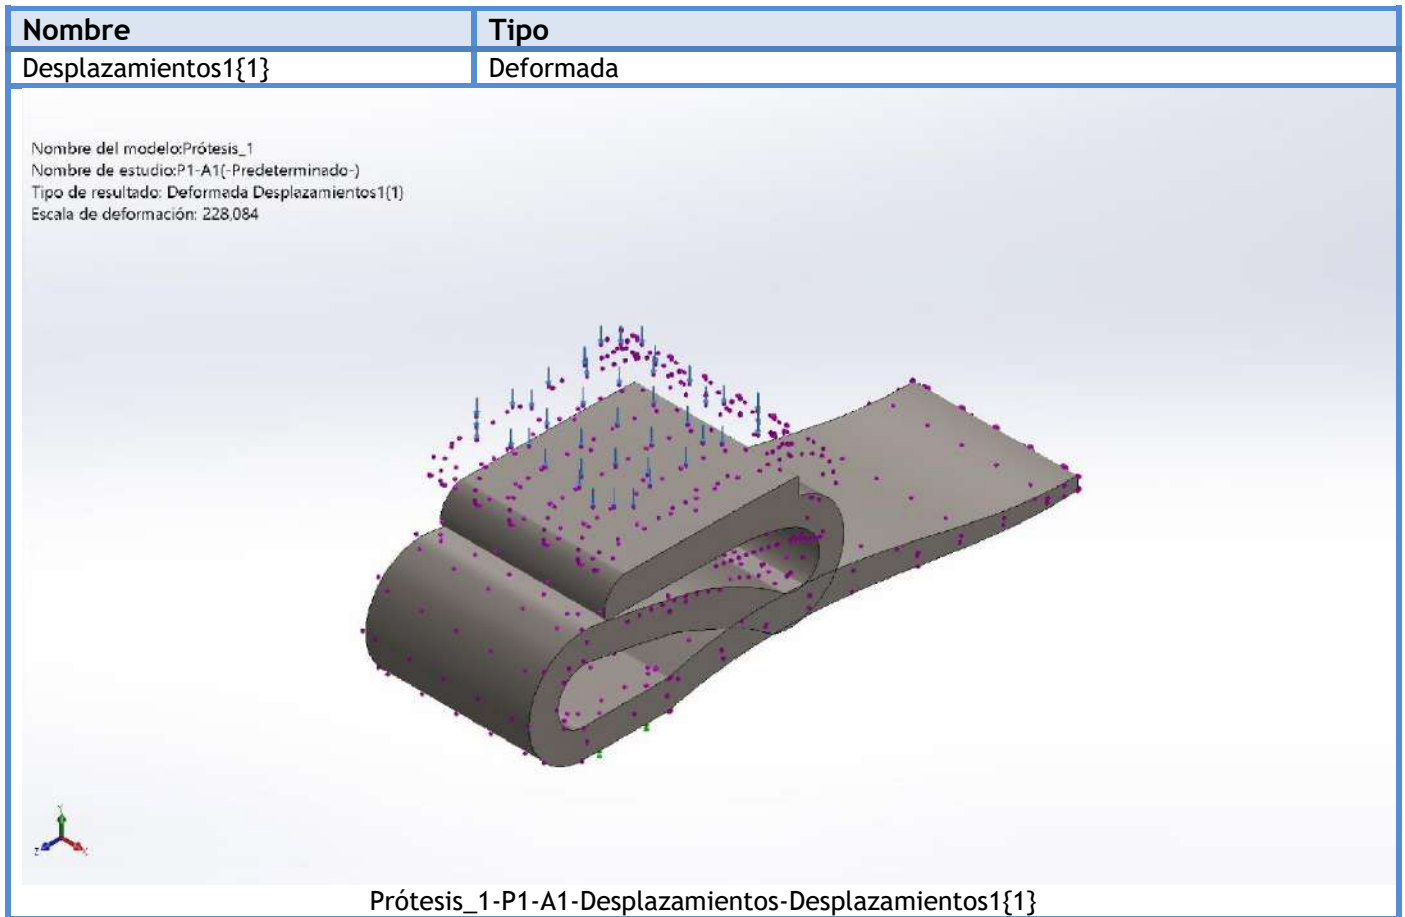 Nombre Tipo
Desplazamientos1{1} Deformada
Nombre del modelo:Prótesis_1
Nombre de estudio:P1-A1(-Predeterminado-)
Tipo de resultado: Deformada Desplazamientos1{1}
Escala de deformación: 228,084
Y
Z X
Prótesis_1-P1-A1-Desplazamientos-Desplazamientos1{1}